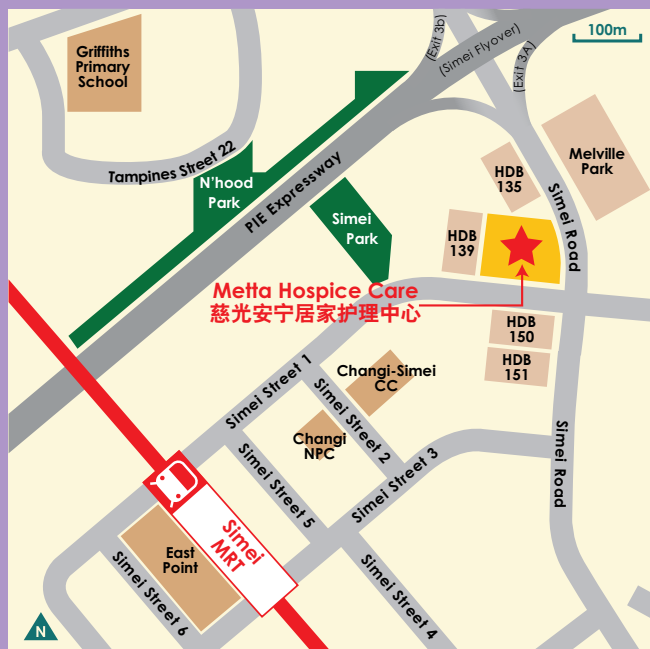 (Exit 3b)
(Simei Flyover)
(Exit 3A)
100m
Griffiths
Primary
School
Tampines Street 22
N'hood
Park
PIE Expressway
Simei
Park
HDB
135
Melville
Park
Simei Road
HDB
139
Metta Hospice Care
慈光安宁居家护理中心
HDB
150
HDB
151
Simei Street 1
Changi-Simei
CC
Simei Street 2
Changi
NPC
Simei Street 3
Simei Road
Simei Street 5
Simei
MRT
East
Point
Simei Street 6
Simei Street 4
N